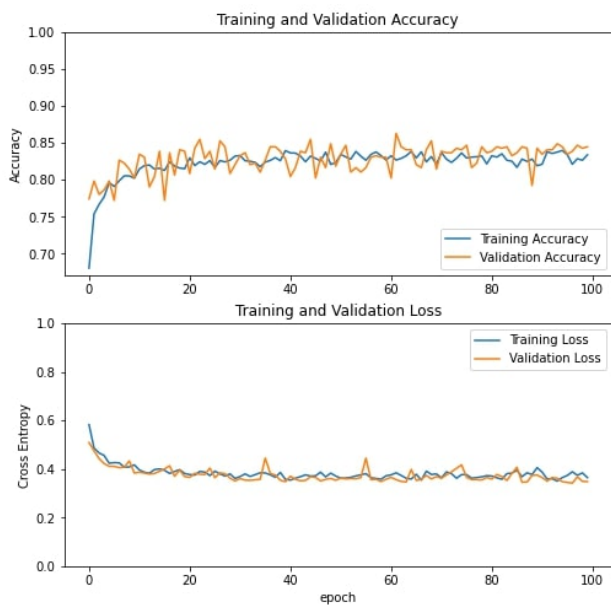 Training and Validation Accuracy
1.00
0.95
0.90
0.85
0.80
0.75
0.70
Accuracy
Training Accuracy
Validation Accuracy
0 20 40 60 80 100
Training and Validation Loss
1.0
0.8
0.6
0.4
0.2
0.0
Cross Entropy
Training Loss
Validation Loss
0 20 40 60 80 100
epoch